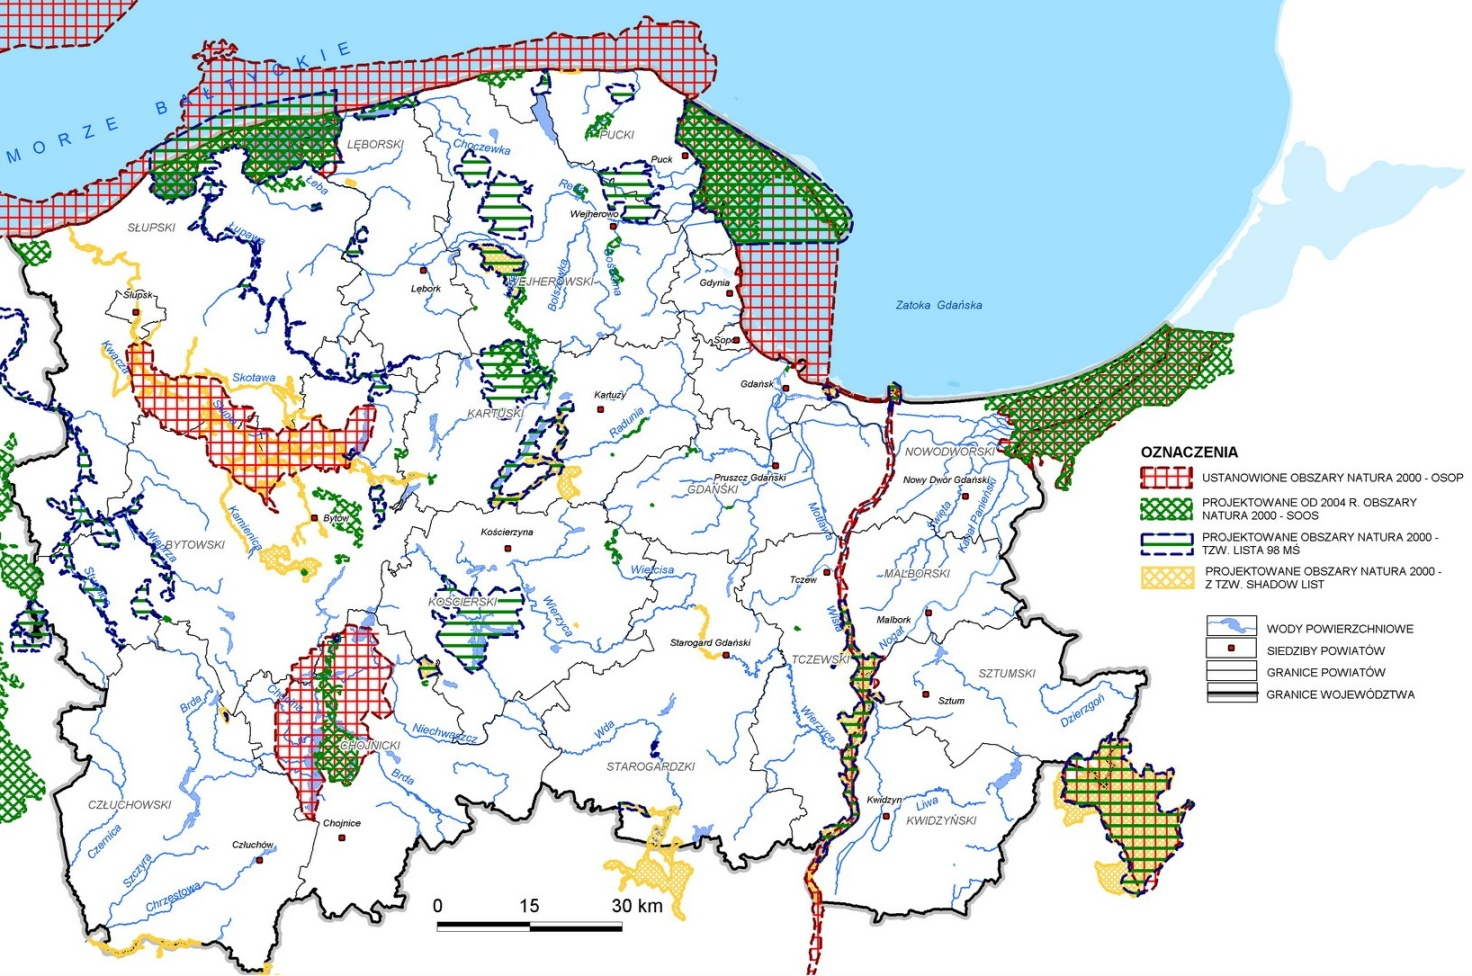 MORZE BAŁTYCKIE
LĘBORSKI
PUCKI
Choczewka
Puck
Łeba
Reda
Wejherowo
SŁUPSKI
Łupawa
Lębork
WEJHEROWSKI
Bolszewka
Gdynia
Słupsk
Zatoka Gdańska
Sopot
Kwacza
Skotawa
Gdańsk
Słupia
KARTUSKI
Kartuzy
Radunia
NOWODWORSKI
Pruszcz Gdański
Nowy Dwór Gdański
GDAŃSKI
Święta
Kanał Panieński
Motława
Bytów
Kamienica
Wieprza
BYTOWSKI
Kościerzyna
Wietcisa
Tczew
MALBORSKI
Studnica
KOŚCIERSKI
Wierzyca
Wisła
Malbork
Nogat
Starogard Gdański
TCZEWSKI
SZTUMSKI
Sztum
Dzierzgoń
Brda
Chocina
Niechwaszcz
Wda
Wierzyca
CHOJNICKI
Brda
STAROGARDZKI
CZŁUCHOWSKI
Kwidzyn
Liwa
KWIDZYŃSKI
Chojnice
Czernica
Człuchów
Szczyra
Chrzęstowa
0 15 30 km
OZNACZENIA
USTANOWIONE OBSZARY NATURA 2000 - OSOP
PROJEKTOWANE OD 2004 R. OBSZARY
NATURA 2000 - SOOS
PROJEKTOWANE OBSZARY NATURA 2000 -
TZW. LISTA 98 MŚ
PROJEKTOWANE OBSZARY NATURA 2000 -
Z TZW. SHADOW LIST
WODY POWIERZCHNIOWE
SIEDZIBY POWIATÓW
GRANICE POWIATÓW
GRANICE WOJEWÓDZTWA